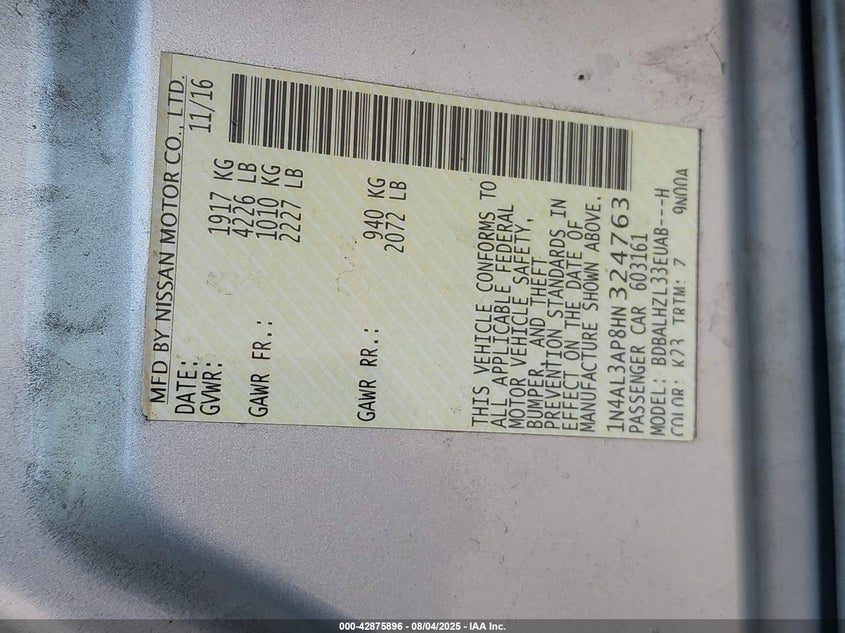 MFD BY NISSAN MOTOR CO., LTD.
DATE: 11/16
GVWR: 1917 KG
4226 LB
GAWR FR.: 1010 KG
2227 LB
GAWR RR.: 940 KG
2072 LB
THIS VEHICLE CONFORMS TO
ALL APPLICABLE FEDERAL
MOTOR VEHICLE SAFETY,
BUMPER, AND THEFT
PREVENTION STANDARDS IN
EFFECT ON THE DATE OF
MANUFACTURE SHOWN ABOVE.
1N4AL3AP8HN324763
PASSENGER CAR 603161
MODEL: BDBALHZL33EUAB---H
COLOR: K23 TRIM: 7 9N00A
000-42875896 - 08/04/2025 - IAA Inc.